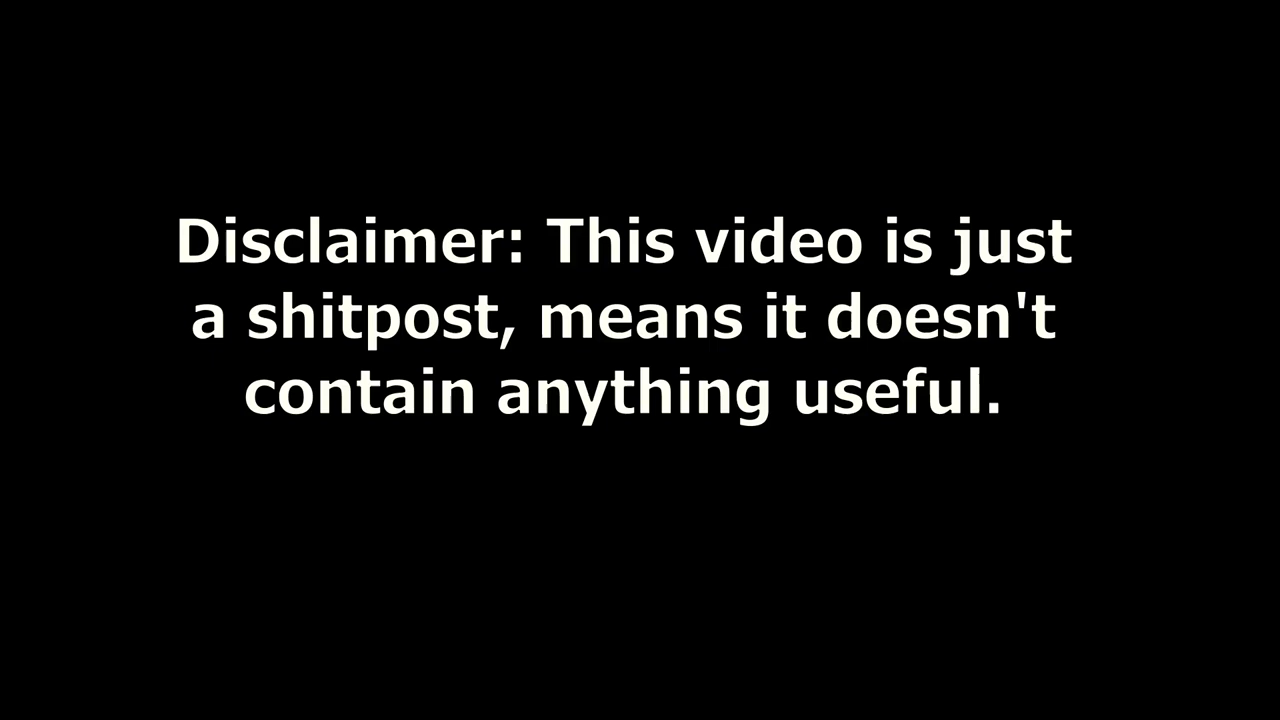 Disclaimer: This video is just
a shitpost, means it doesn't
contain anything useful.